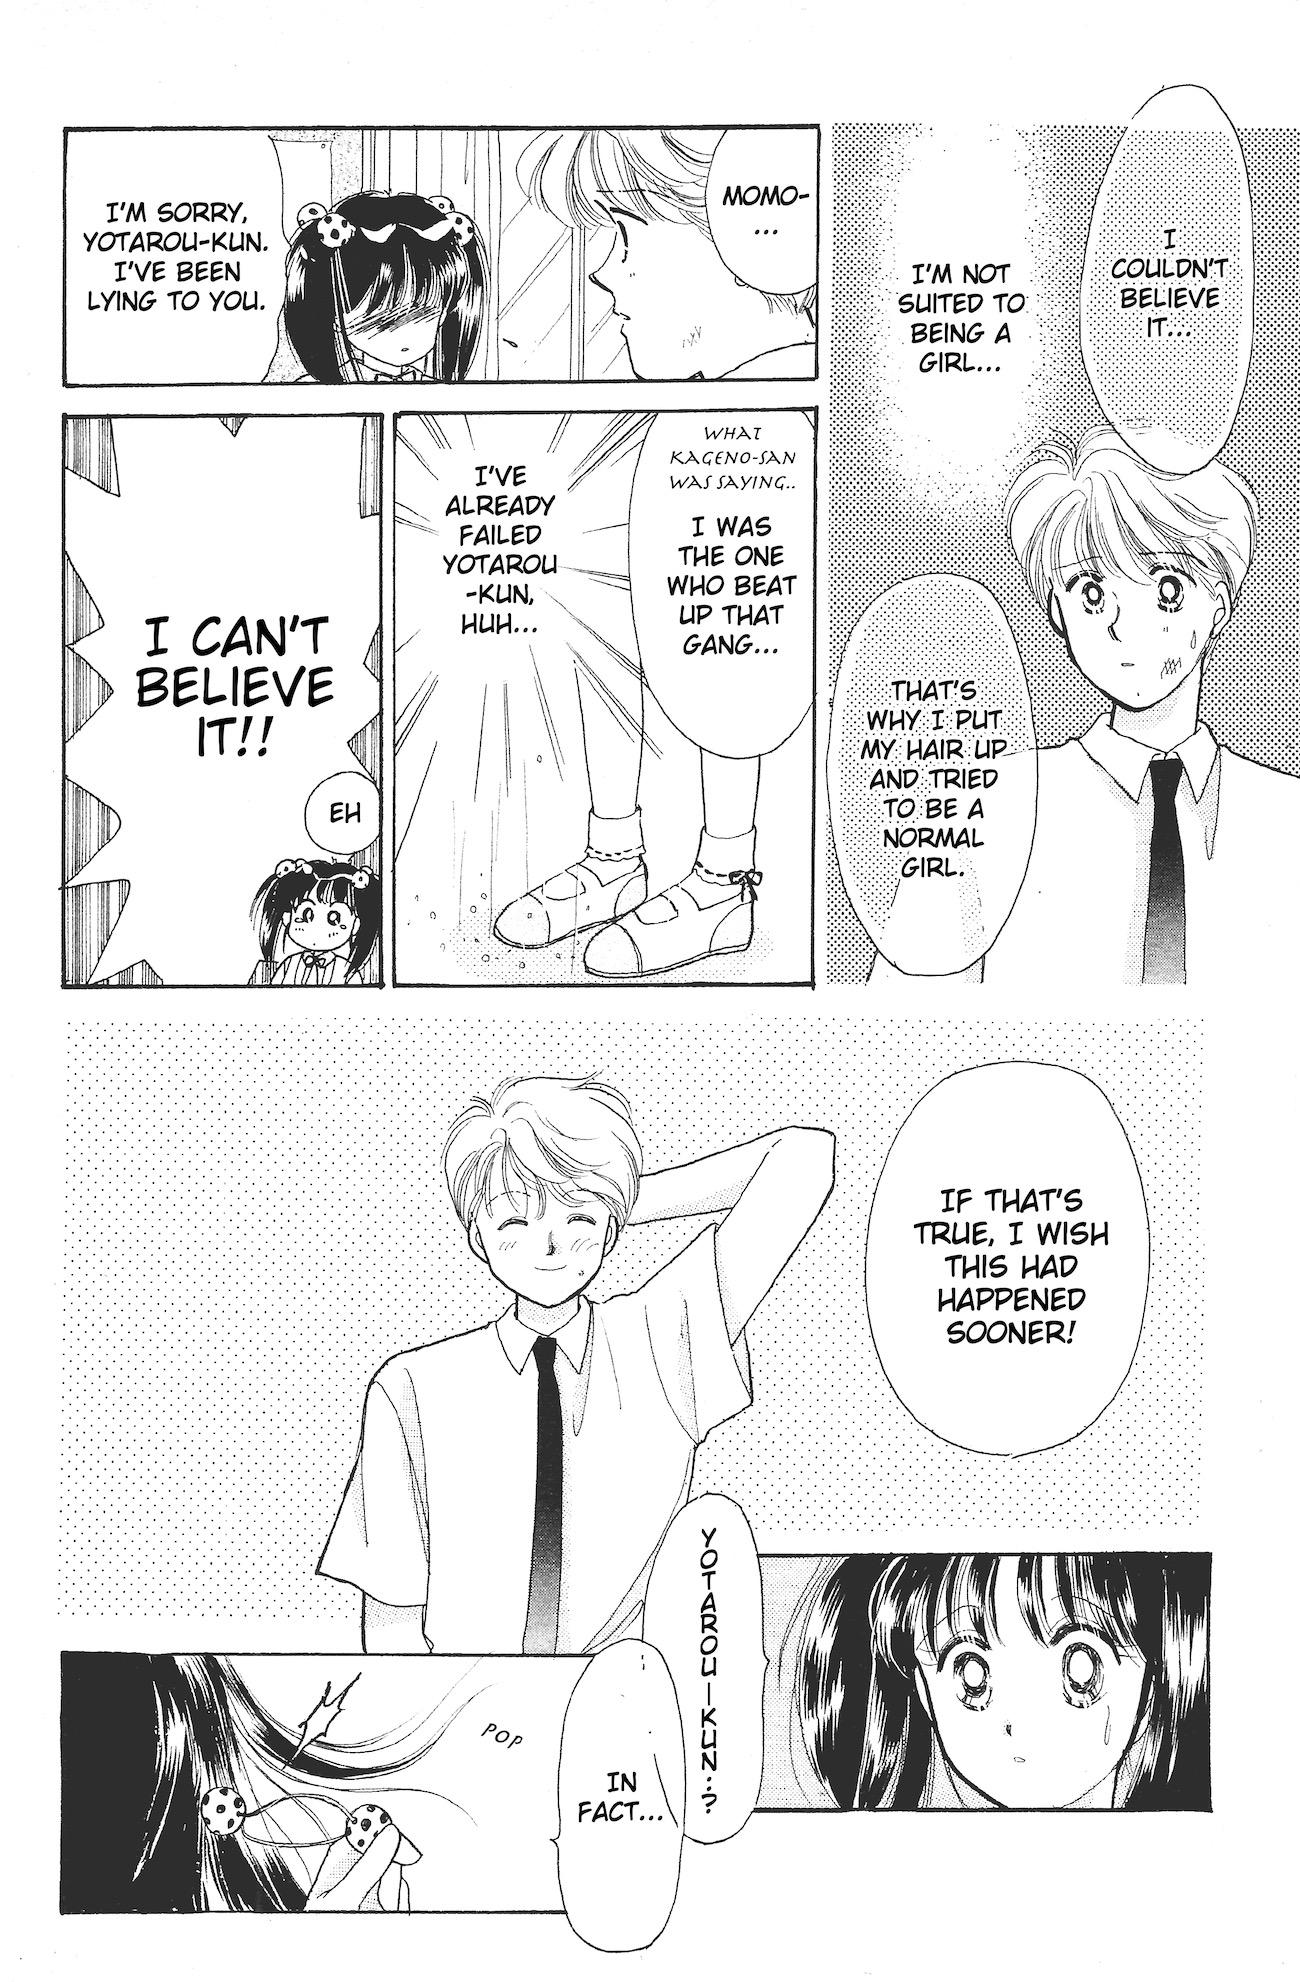 I
COULDN'T
BELIEVE
IT...
I'M NOT
SUITED TO
BEING A
GIRL...
THAT'S
WHY I PUT
MY HAIR UP
AND TRIED
TO BE A
NORMAL
GIRL.
MOMO-
...
I'M SORRY,
YOTAROU-KUN.
I'VE BEEN
LYING TO YOU.
WHAT
KAGENO-SAN
WAS SAYING..
I WAS
THE ONE
WHO BEAT
UP THAT
GANG...
I'VE
ALREADY
FAILED
YOTAROU
-KUN,
HUH...
I CAN'T
BELIEVE
IT!!
EH
IF THAT'S
TRUE, I WISH
THIS HAD
HAPPENED
SOONER!
YOTAROU-KUN..?
IN
FACT...
POP